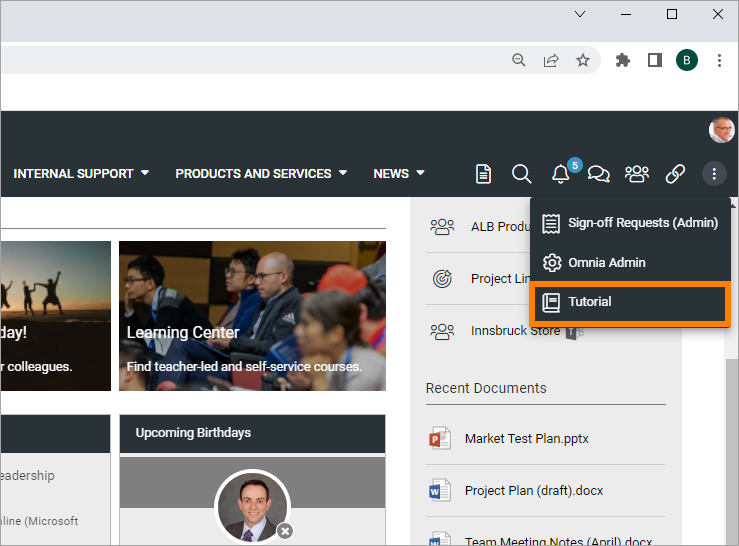 B
INTERNAL SUPPORT
PRODUCTS AND SERVICES
NEWS
5
Sign-off Requests (Admin)
Omnia Admin
Tutorial
ALB Produ
Project Lin
Innsbruck Store
T
day!
r colleagues.
Learning Center
Find teacher-led and self-service courses.
Recent Documents
Market Test Plan.pptx
Project Plan (draft).docx
Team Meeting Notes (April).docx
Upcoming Birthdays
eadership
nline (Microsoft